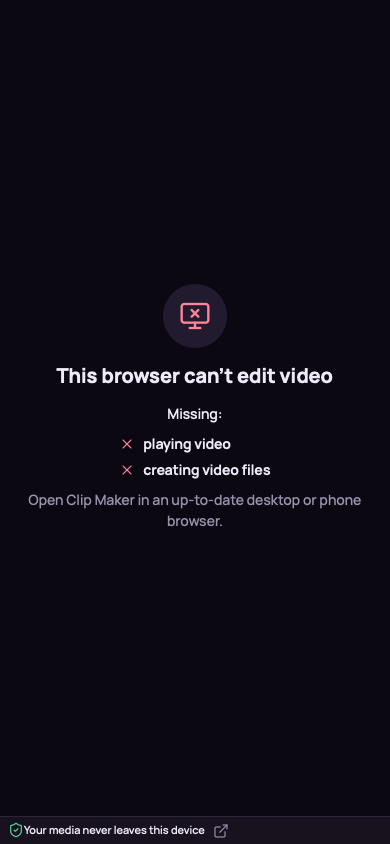 This browser can't edit video
Missing:
playing video
creating video files
Open Clip Maker in an up-to-date desktop or phone
browser.
Your media never leaves this device